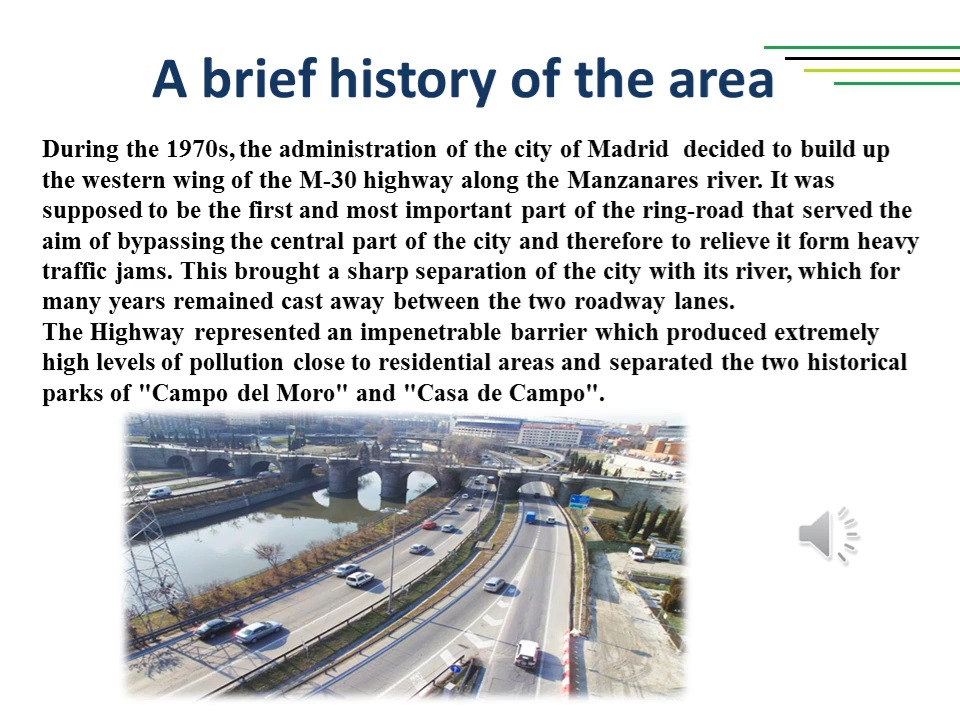 A brief history of the area
During the 1970s, the administration of the city of Madrid  decided to build up
the western wing of the M-30 highway along the Manzanares river. It was
supposed to be the first and most important part of the ring-road that served the
aim of bypassing the central part of the city and therefore to relieve it form heavy
traffic jams. This brought a sharp separation of the city with its river, which for
many years remained cast away between the two roadway lanes.
The Highway represented an impenetrable barrier which produced extremely
high levels of pollution close to residential areas and separated the two historical
parks of "Campo del Moro" and "Casa de Campo".